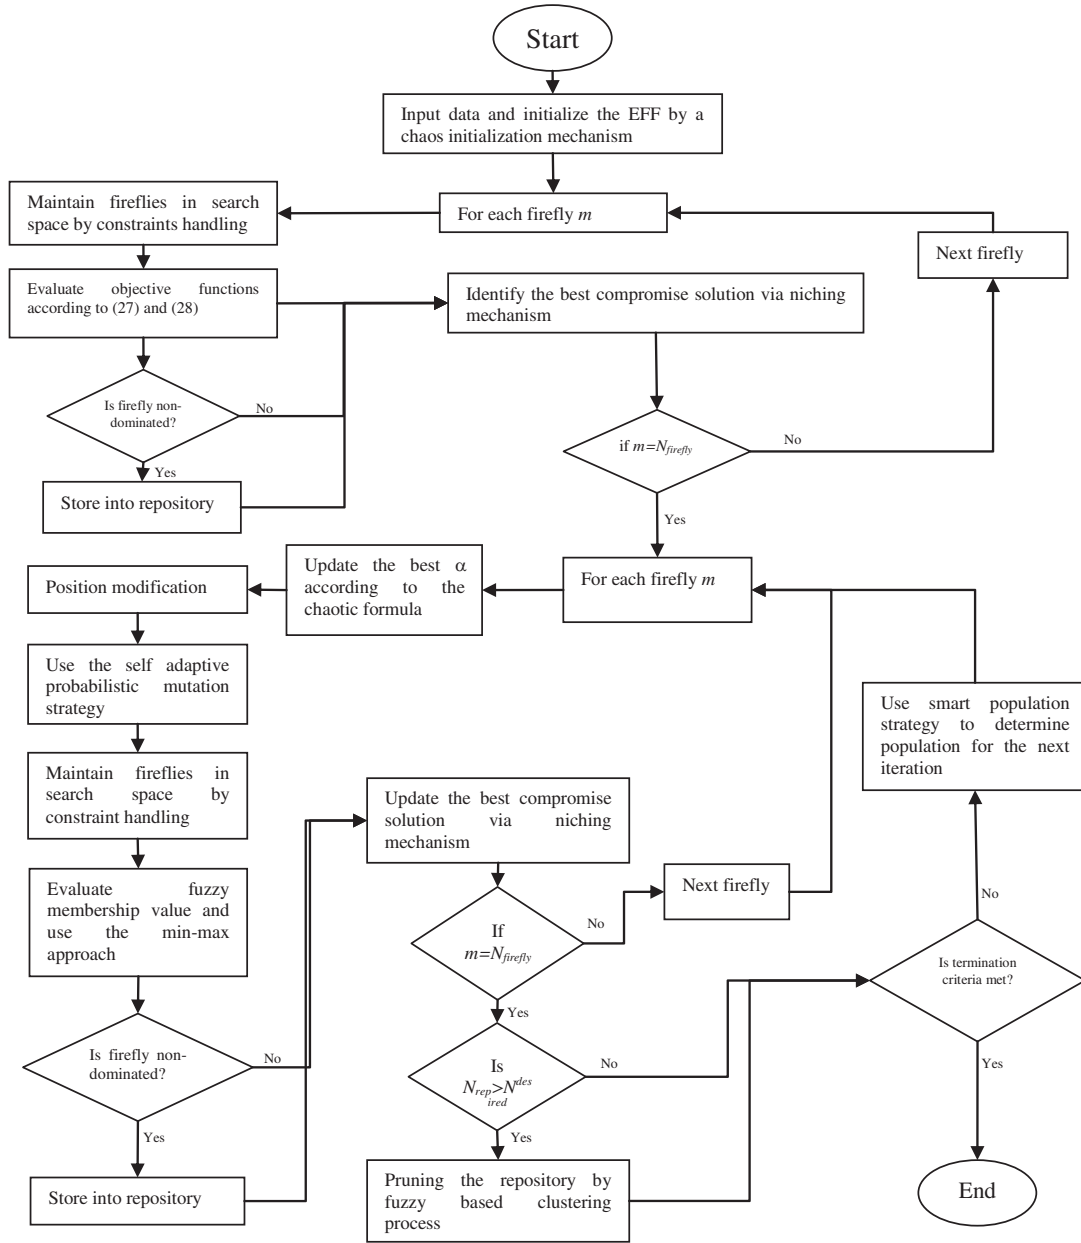 Start
Input data and initialize the EFF by a
chaos initialization mechanism
For each firefly m
Maintain fireflies in search
space by constraints handling
Next firefly
Evaluate objective functions
according to (27) and (28)
Identify the best compromise solution via niching
mechanism
Is firefly non-
dominated?
No
Yes
Store into repository
if m=Nfirefly
No
Yes
For each firefly m
Update the best α
according to the
chaotic formula
Position modification
Use the self adaptive
probabilistic mutation
strategy
Maintain fireflies in
search space by
constraint handling
Evaluate fuzzy
membership value and
use the min-max
approach
Is firefly non-
dominated?
No
Yes
Store into repository
Update the best compromise
solution via niching
mechanism
If
m=Nfirefly
No
Next firefly
Yes
Is
Nrep>Ndes
ired
No
Yes
Pruning the repository by
fuzzy based clustering
process
Use smart population
strategy to determine
population for the next
iteration
No
Is termination
criteria met?
Yes
End